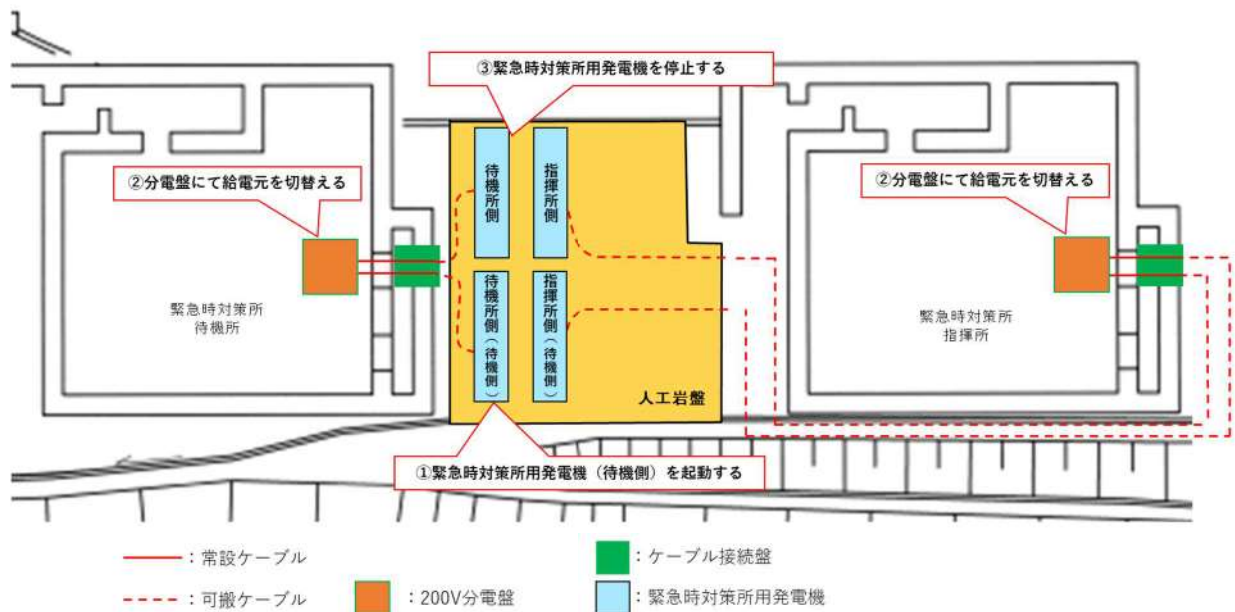 ③緊急時対策所用発電機を停止する
②分電盤にて給電元を切替える
②分電盤にて給電元を切替える
待機所側
指揮所側
待機所側（待機側）
指揮所側（待機側）
緊急時対策所
待機所
緊急時対策所
指揮所
人工岩盤
①緊急時対策所用発電機（待機側）を起動する
：常設ケーブル
：ケーブル接続盤
：可搬ケーブル
：200V分電盤
：緊急時対策所用発電機